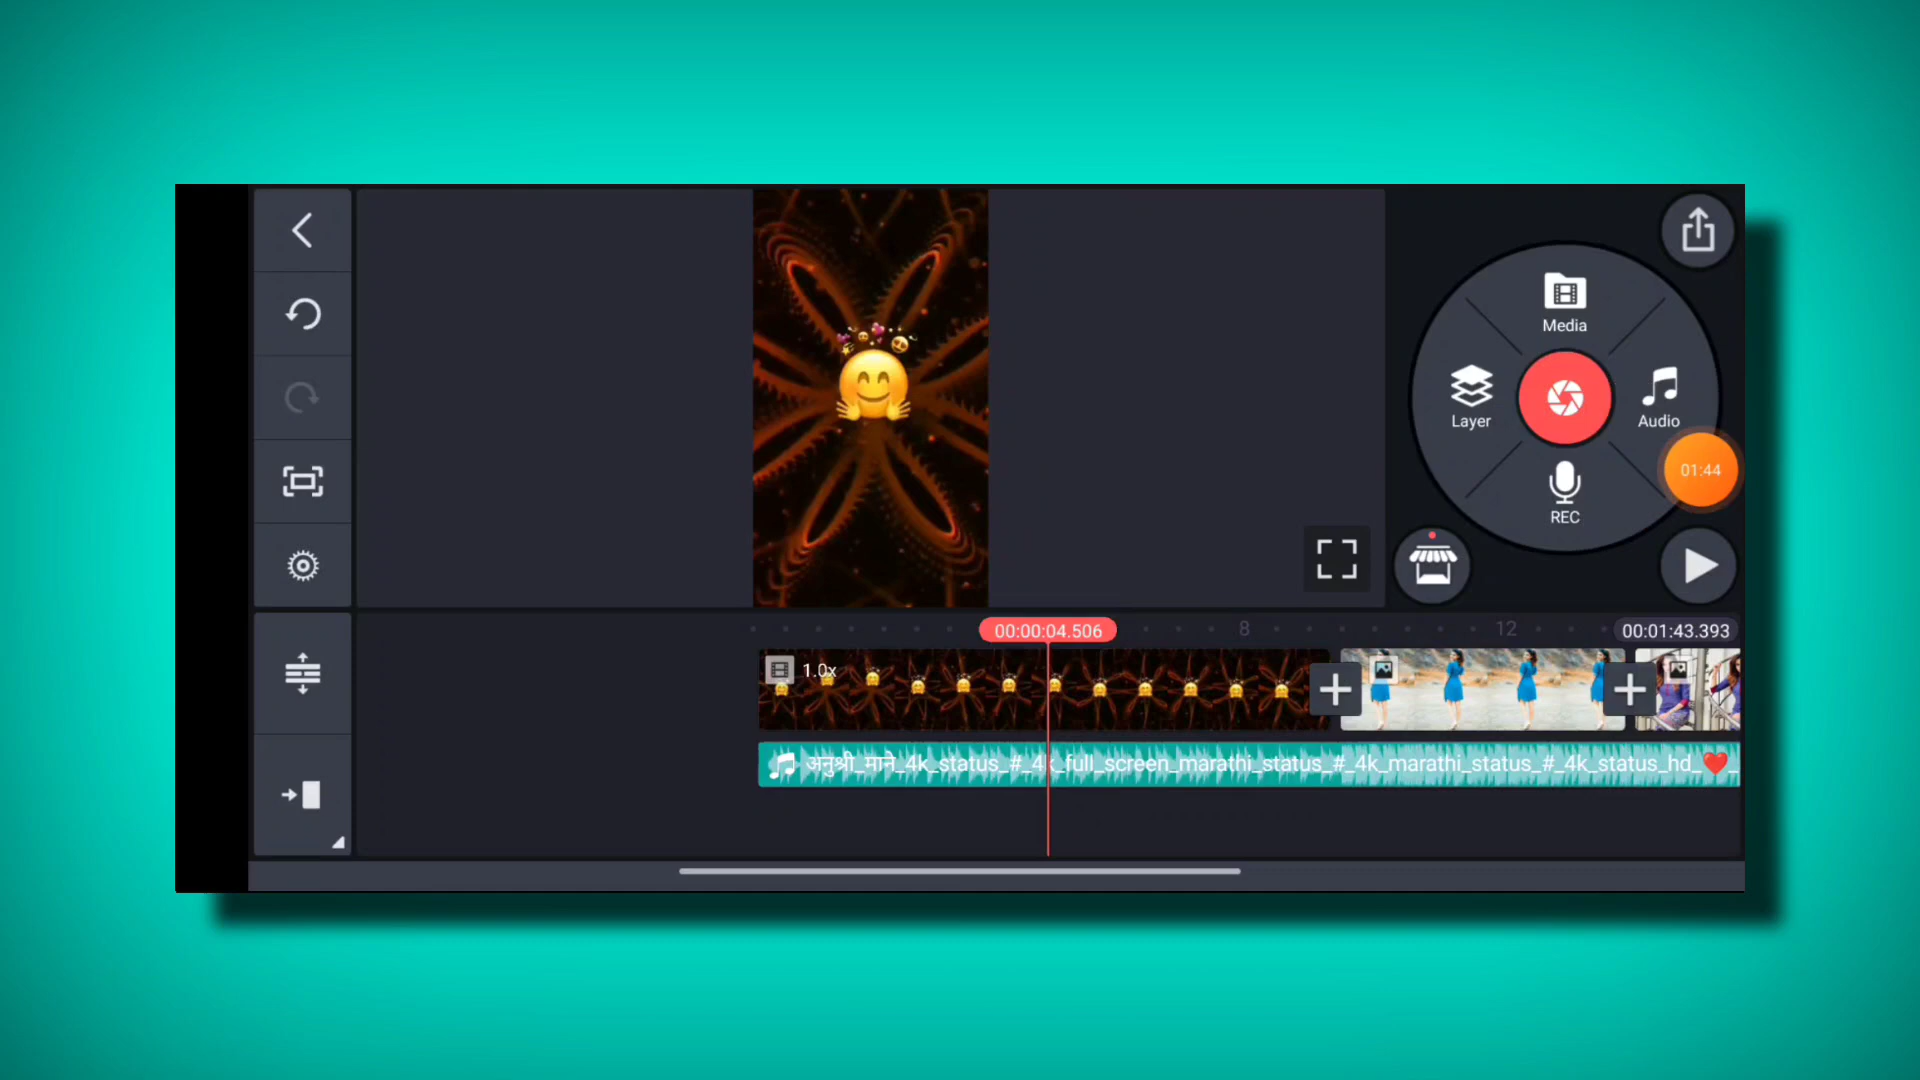 Media
Layer
Audio
01:44
REC
00:00:04.506
8
12
00:01:43.393
1.0x
अनुश्री_माने_4k_status_#_4k_full_screen_marathi_status_#_4k_marathi_status_#_4k_status_hd_❤️_